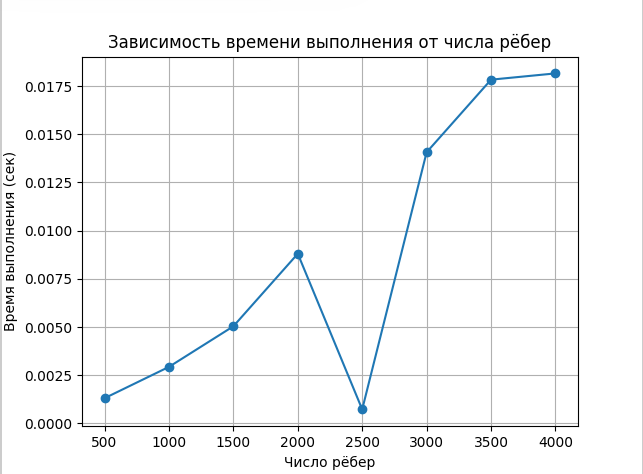 Зависимость времени выполнения от числа рёбер
Время выполнения (сек)
0.0175
0.0150
0.0125
0.0100
0.0075
0.0050
0.0025
0.0000
500 1000 1500 2000 2500 3000 3500 4000
Число рёбер